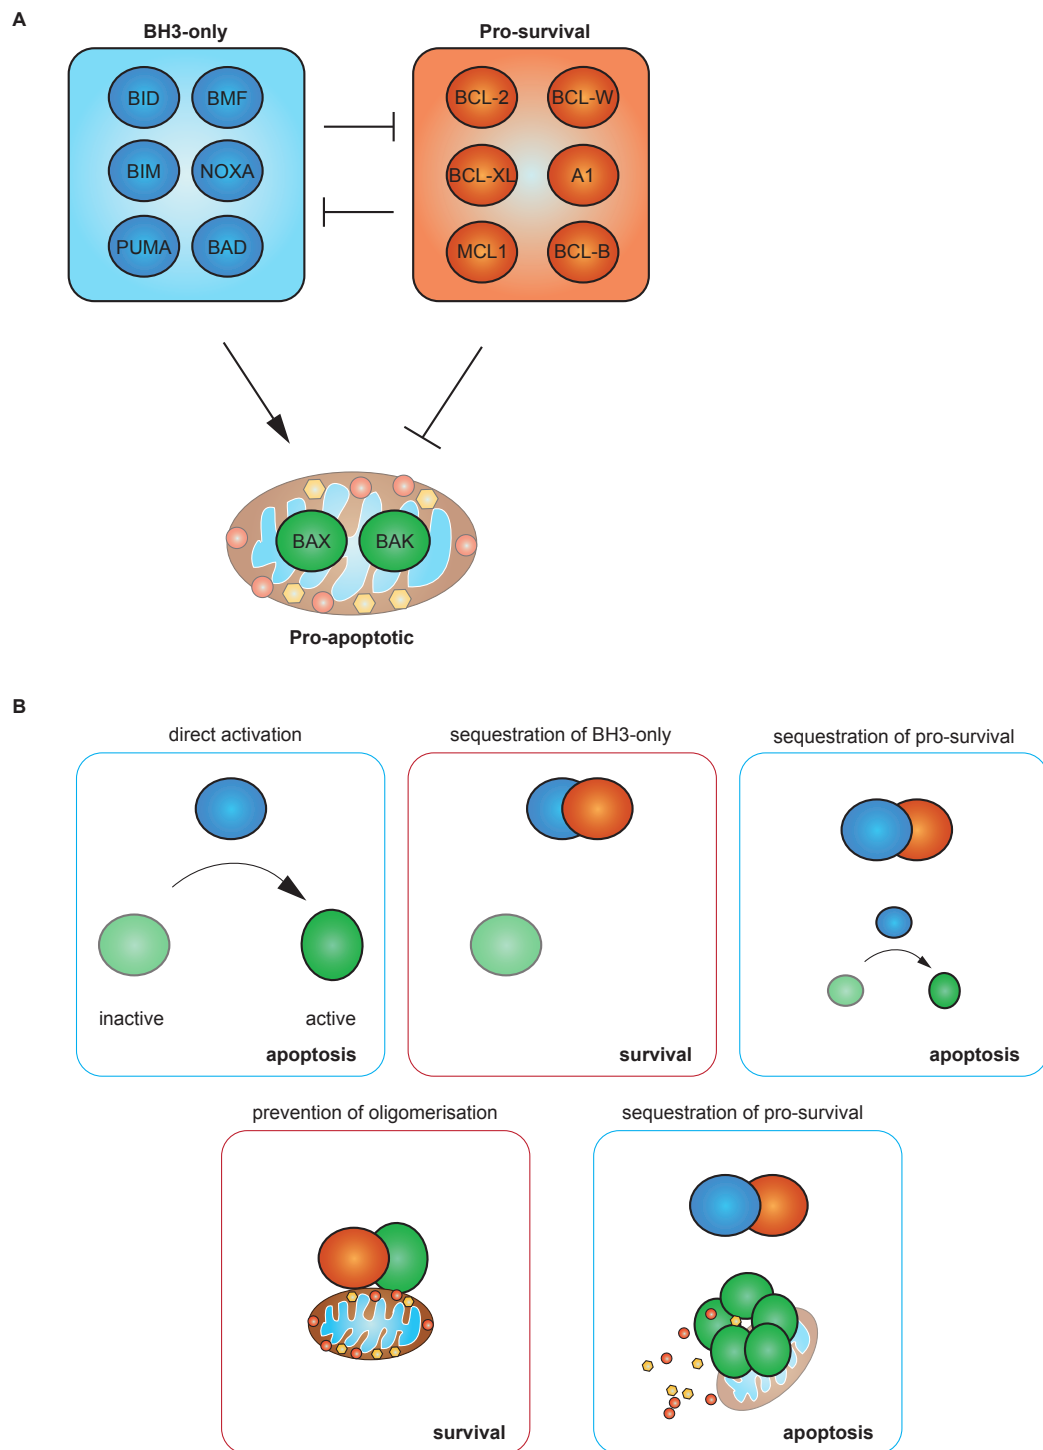 A
BH3-only
Pro-survival
BID
BMF
BCL-2
BCL-W
BIM
NOXA
BCL-XL
A1
PUMA
BAD
MCL1
BCL-B
BAX
BAK
Pro-apoptotic
B
direct activation
sequestration of BH3-only
sequestration of pro-survival
inactive
active
apoptosis
survival
apoptosis
prevention of oligomerisation
sequestration of pro-survival
survival
apoptosis